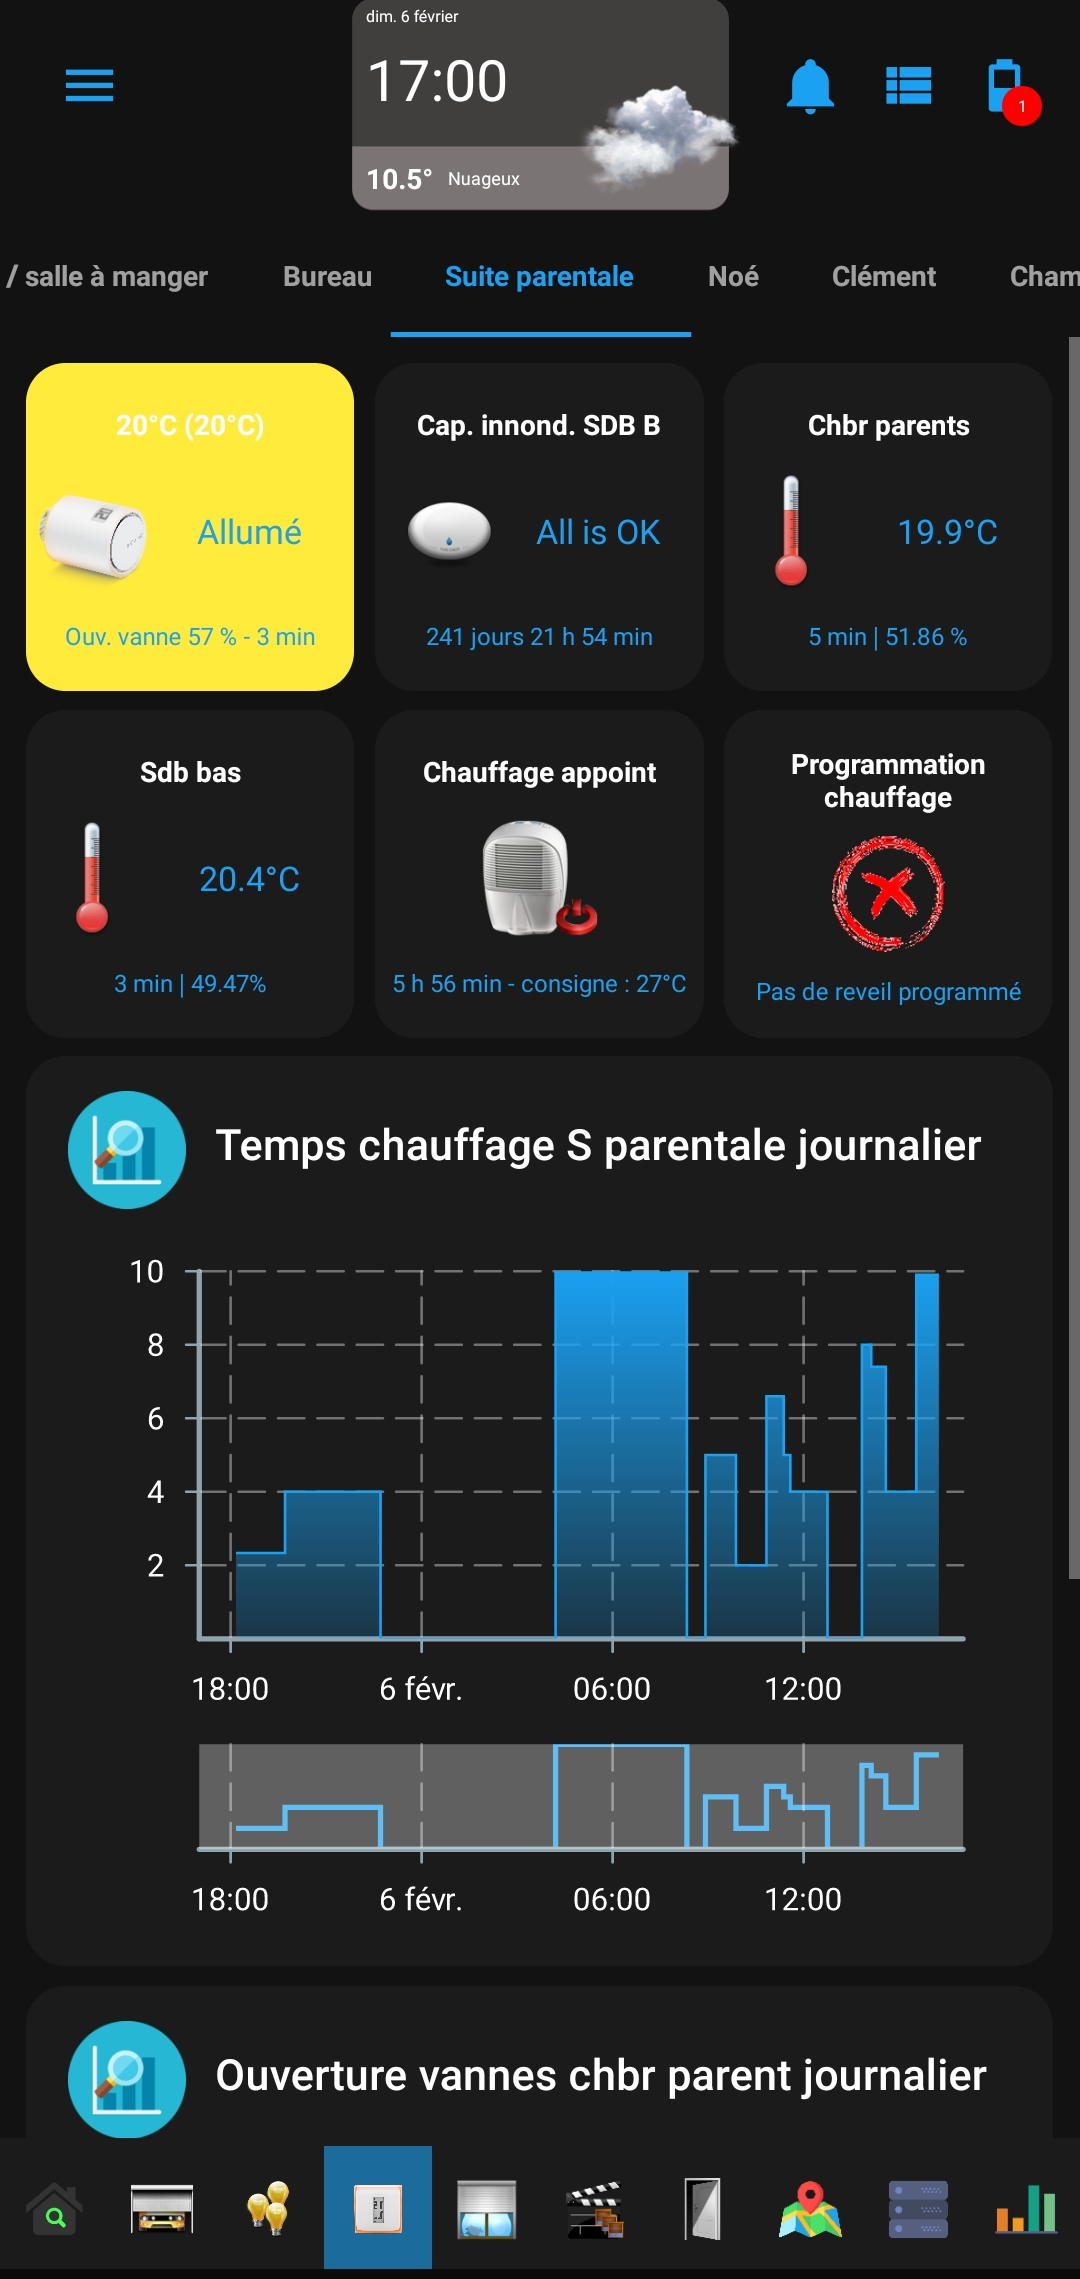 dim. 6 février
17:00
10.5° Nuageux
1
/ salle à manger Bureau Suite parentale Noé Clément Cham
20°C (20°C)
Allumé
Ouv. vanne 57 % - 3 min
Cap. innond. SDB B
All is OK
241 jours 21 h 54 min
Chbr parents
19.9°C
5 min | 51.86 %
Sdb bas
20.4°C
3 min | 49.47%
Chauffage appoint
5 h 56 min - consigne : 27°C
Programmation
chauffage
Pas de reveil programmé
Temps chauffage S parentale journalier
10
8
6
4
2
18:00 6 févr. 06:00 12:00
18:00 6 févr. 06:00 12:00
Ouverture vannes chbr parent journalier